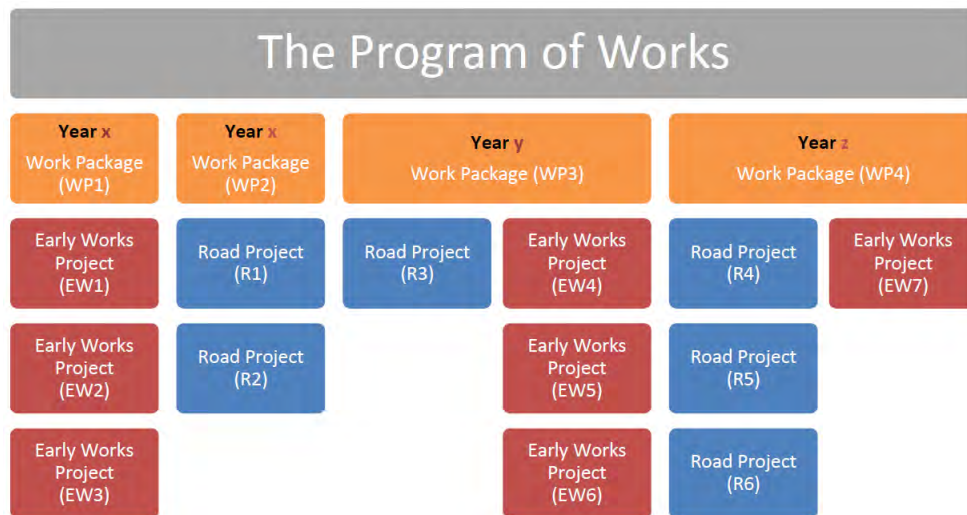 The Program of Works
Year x
Work Package
(WP1)
Year x
Work Package
(WP2)
Year y
Work Package (WP3)
Year z
Work Package (WP4)
Early Works
Project
(EW1)
Road Project
(R1)
Road Project
(R3)
Early Works
Project
(EW4)
Road Project
(R4)
Early Works
Project
(EW7)
Early Works
Project
(EW2)
Road Project
(R2)
Early Works
Project
(EW5)
Road Project
(R5)
Early Works
Project
(EW3)
Early Works
Project
(EW6)
Road Project
(R6)